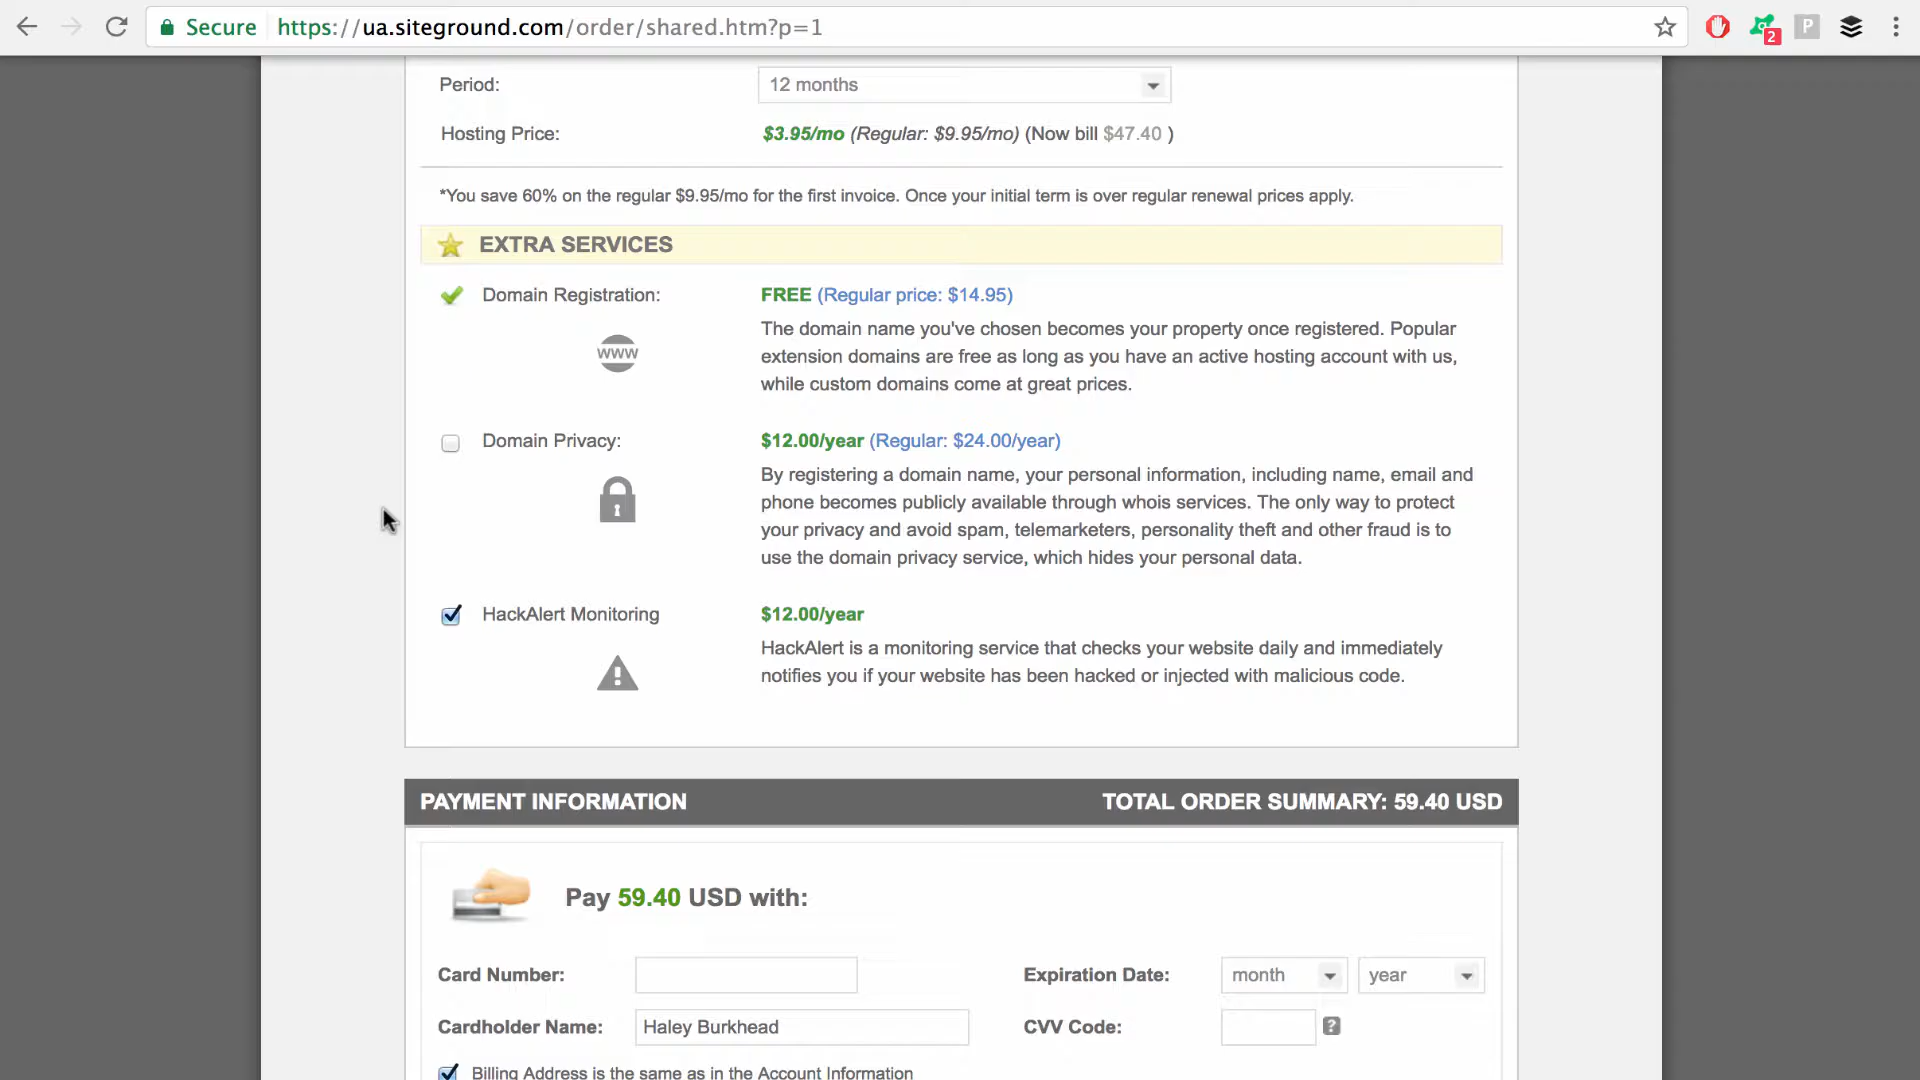 Secure https://ua.siteground.com/order/shared.htm?p=1
2
P
Period: 12 months
Hosting Price: $3.95/mo (Regular: $9.95/mo) (Now bill $47.40 )
*You save 60% on the regular $9.95/mo for the first invoice. Once your initial term is over regular renewal prices apply.
EXTRA SERVICES
Domain Registration: FREE (Regular price: $14.95)
www
The domain name you've chosen becomes your property once registered. Popular
extension domains are free as long as you have an active hosting account with us,
while custom domains come at great prices.
Domain Privacy: $12.00/year (Regular: $24.00/year)
By registering a domain name, your personal information, including name, email and
phone becomes publicly available through whois services. The only way to protect
your privacy and avoid spam, telemarketers, personality theft and other fraud is to
use the domain privacy service, which hides your personal data.
HackAlert Monitoring $12.00/year
HackAlert is a monitoring service that checks your website daily and immediately
notifies you if your website has been hacked or injected with malicious code.
PAYMENT INFORMATION TOTAL ORDER SUMMARY: 59.40 USD
Pay 59.40 USD with:
Card Number: Expiration Date: month year
Cardholder Name: Haley Burkhead CVV Code: ?
Billing Address is the same as in the Account Information